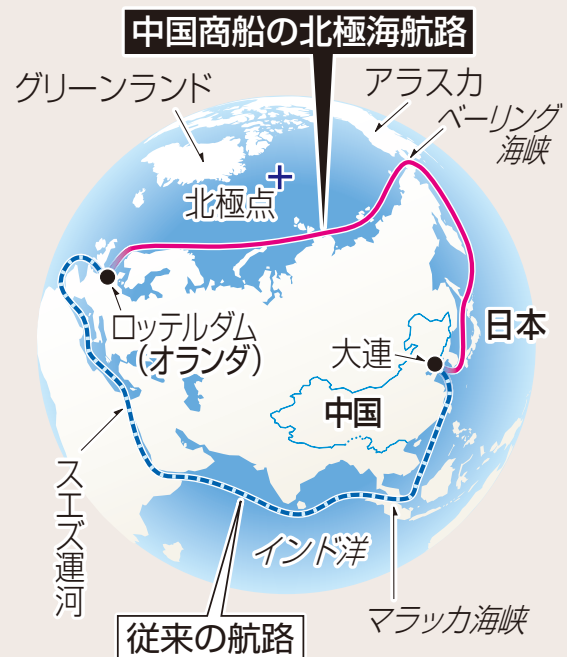 中国商船の北極海航路
グリーンランド
アラスカ
ベーリング
海峡
北極点
ロッテルダム
(オランダ)
大連
日本
中国
スエズ運河
インド洋
マラッカ海峡
従来の航路